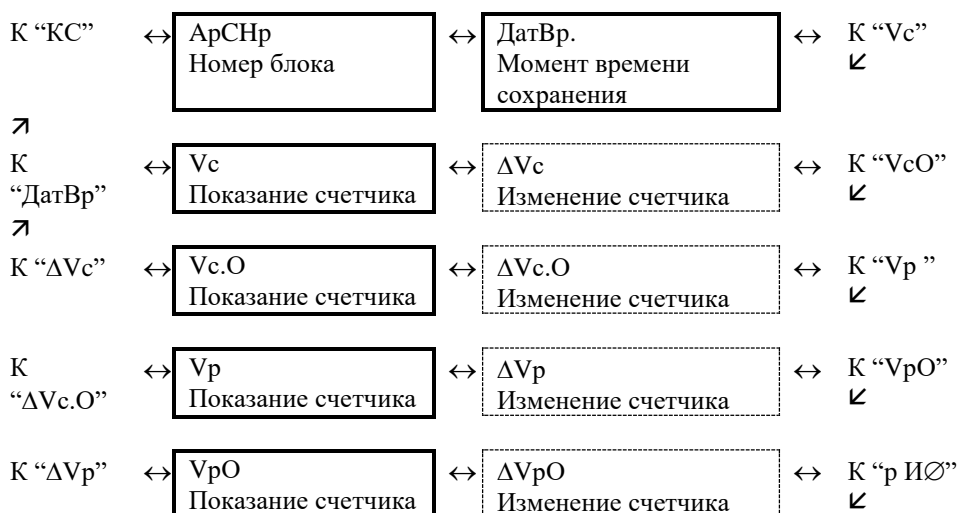 К “КС” ↔ АрСНр ↔ ДатВр. ↔ К “Vc”
Номер блока Момент времени ↙
сохранения
↗
К ↔ Vc ↔ ΔVc ↔ К “VcO”
“ДатВр” Показание счетчика Изменение счетчика ↙
↗
К “ΔVc” ↔ Vc.O ↔ ΔVc.O ↔ К “Vp ”
Показание счетчика Изменение счетчика ↙
К ↔ Vp ↔ ΔVp ↔ К “VpO”
“ΔVc.O” Показание счетчика Изменение счетчика ↙
К “ΔVp” ↔ VpO ↔ ΔVpO ↔ К “p И∅”
Показание счетчика Изменение счетчика ↙